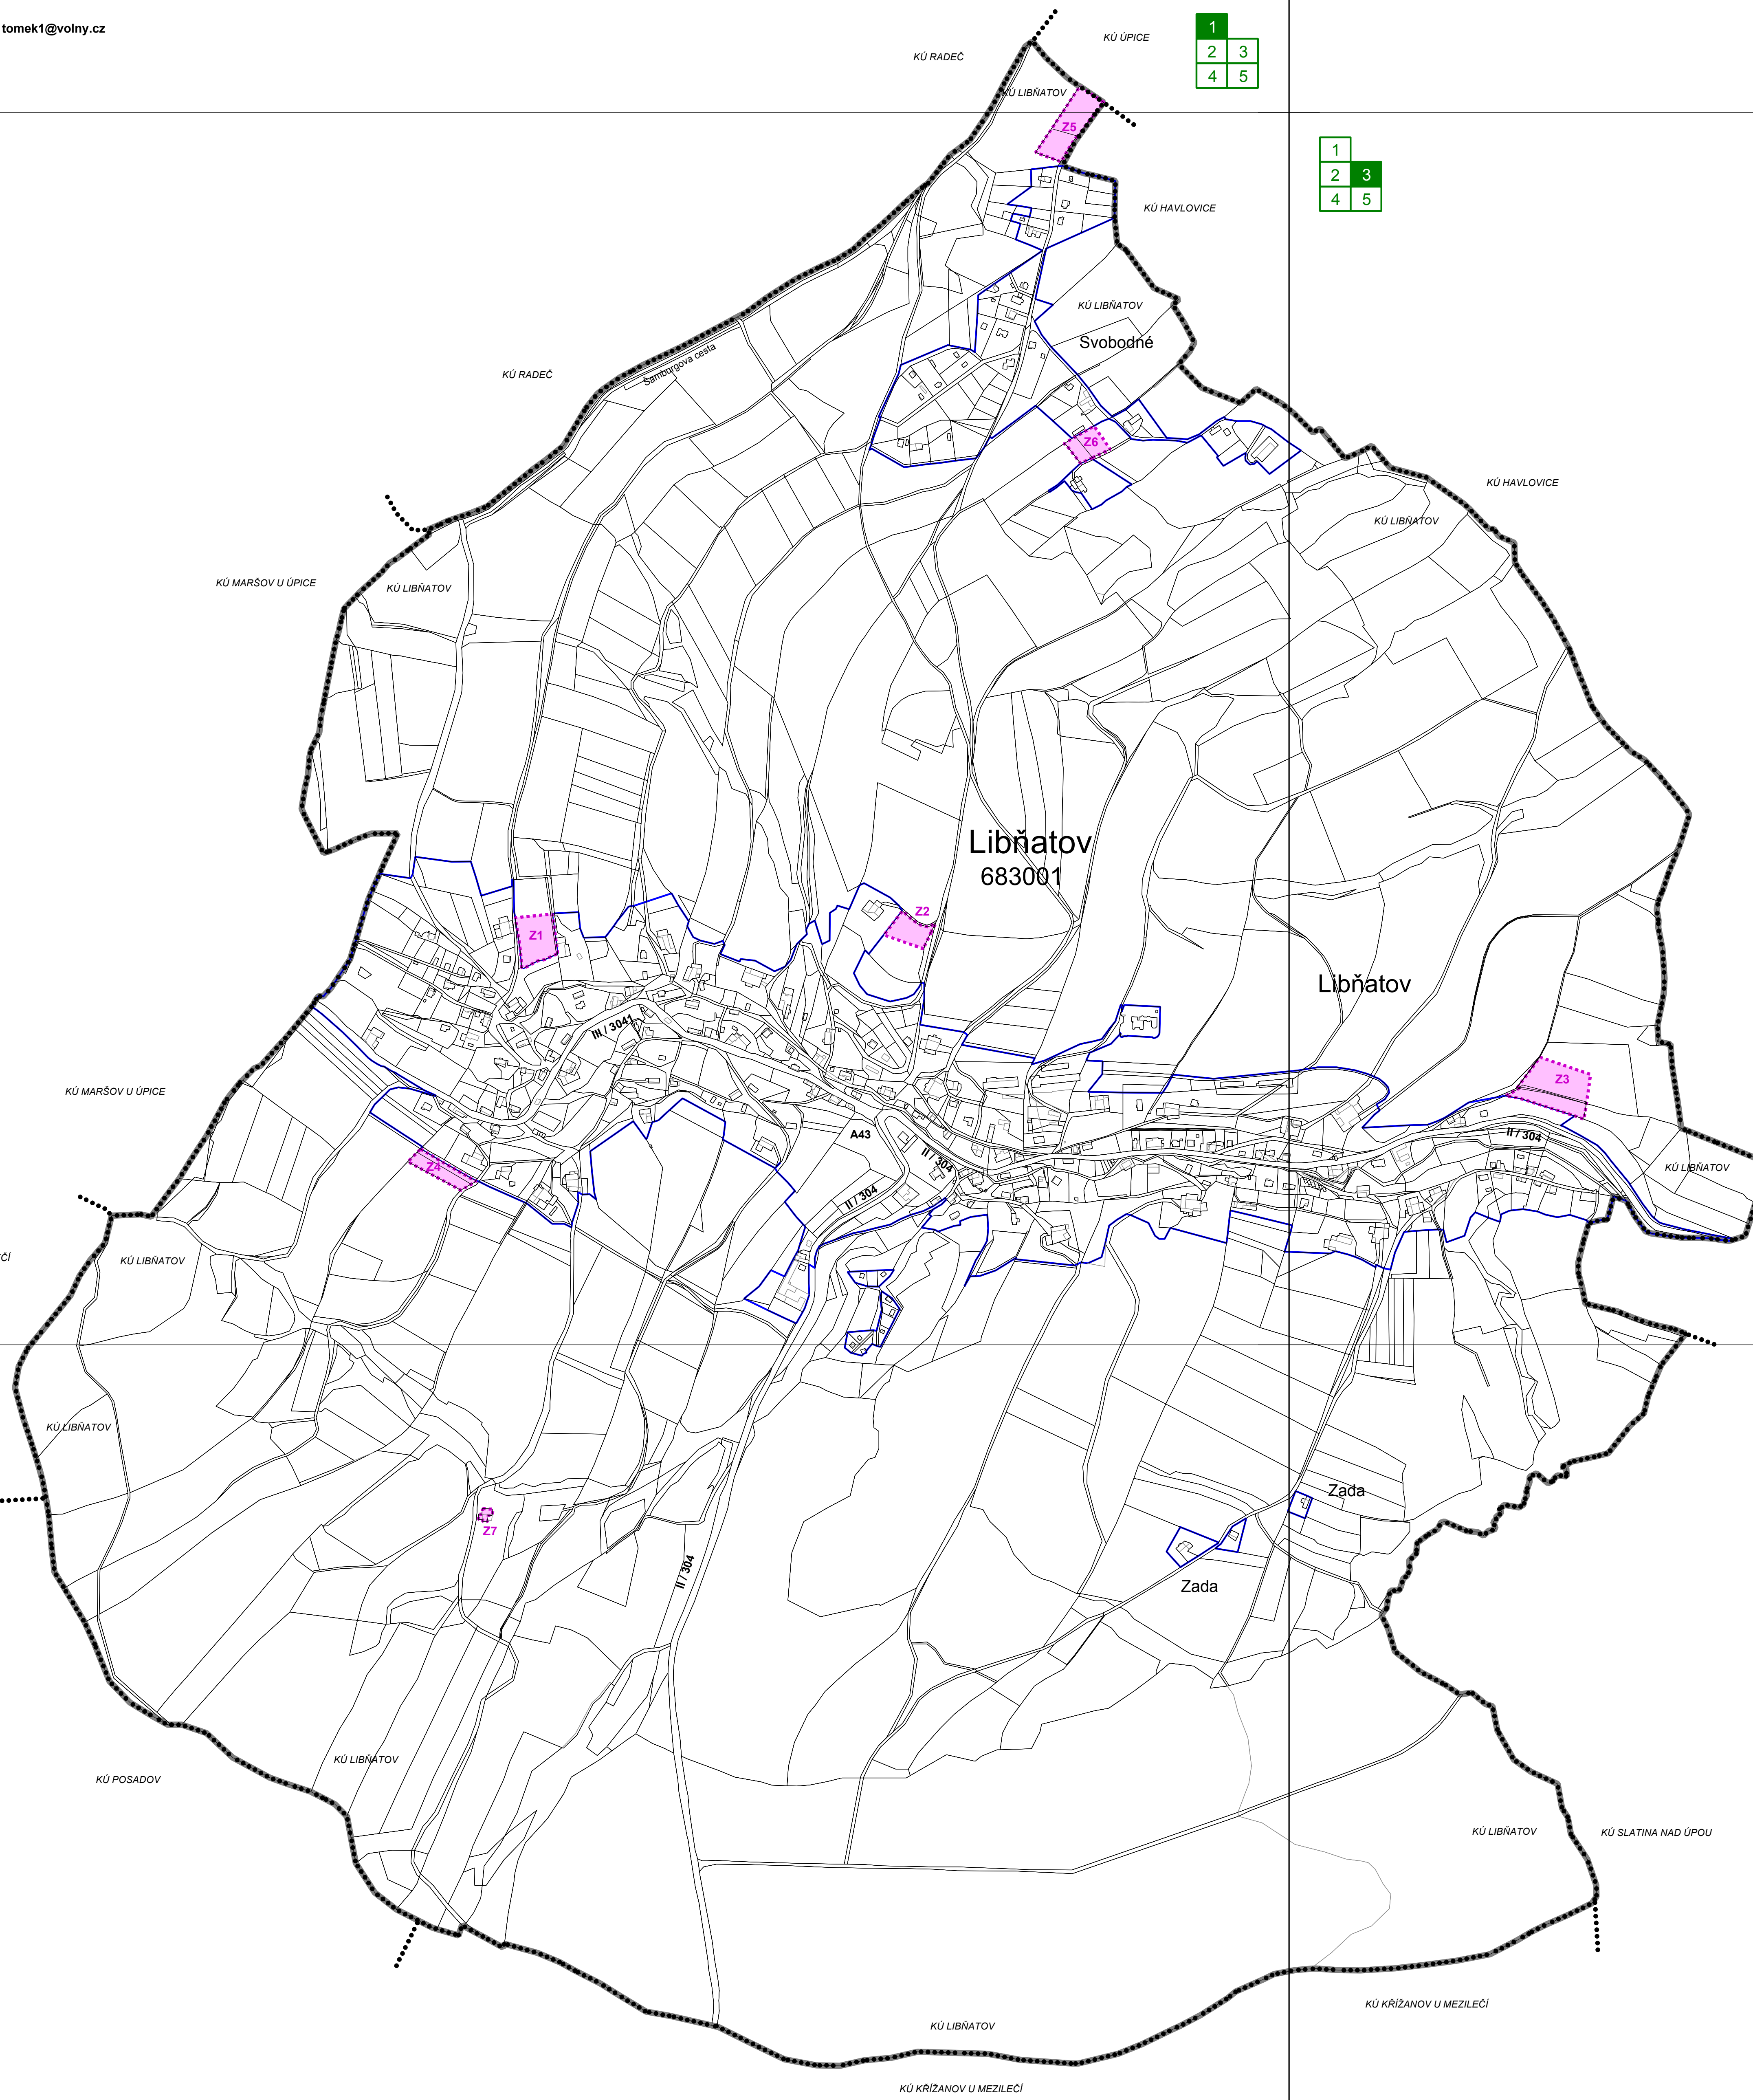 tomek1@volny.cz
1
2 3
4 5
KÚ ÚPICE
KÚ RADEČ
KÚ LIBŇATOV
Z5
1
2 3
4 5
KÚ HAVLOVICE
KÚ LIBŇATOV
Svobodné
Šamburgova cesta
KÚ RADEČ
Z6
KÚ HAVLOVICE
KÚ LIBŇATOV
KÚ MARŠOV U ÚPICE
KÚ LIBŇATOV
Libňatov
683001
Z2
Z1
Libňatov
III / 3041
Z3
KÚ MARŠOV U ÚPICE
A43
II / 304
II / 304
Z4
KÚ LIBŇATOV
II / 304
ČÍ
KÚ LIBŇATOV
KÚ LIBŇATOV
Zada
Z7
II / 304
Zada
KÚ LIBŇATOV
KÚ POSADOV
KÚ LIBŇATOV
KÚ SLATINA NAD ÚPOU
KÚ KŘÍŽANOV U MEZILEČÍ
KÚ LIBŇATOV
KÚ KŘÍŽANOV U MEZILEČÍ